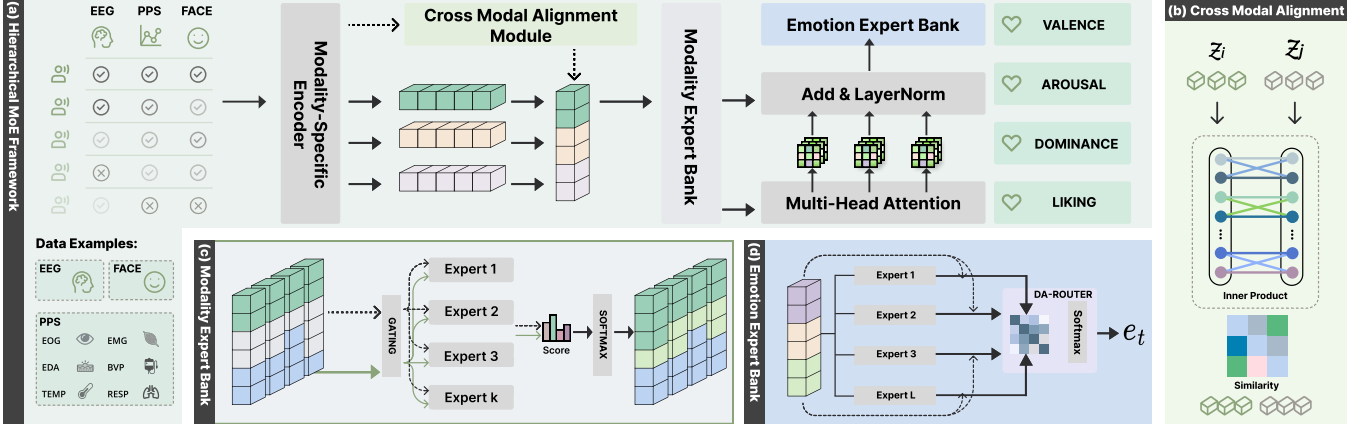 (a) Hierarchical MoE Framework
EEG PPS FACE
Modality-Specific
Encoder
Cross Modal Alignment
Module
Modality Expert Bank
Emotion Expert Bank
Add & LayerNorm
Multi-Head Attention
VALENCE
AROUSAL
DOMINANCE
LIKING
Data Examples:
EEG
FACE
PPS
EOG
EMG
EDA
BVP
TEMP
RESP
(b) Cross Modal Alignment
Zi
Zj
Inner Product
Similarity
(c) Modality Expert Bank
GATING
Expert 1
Expert 2
Expert 3
Expert k
Score
SOFTMAX
(d) Emotion Expert Bank
Expert 1
Expert 2
Expert 3
Expert L
DA-ROUTER
Softmax
et